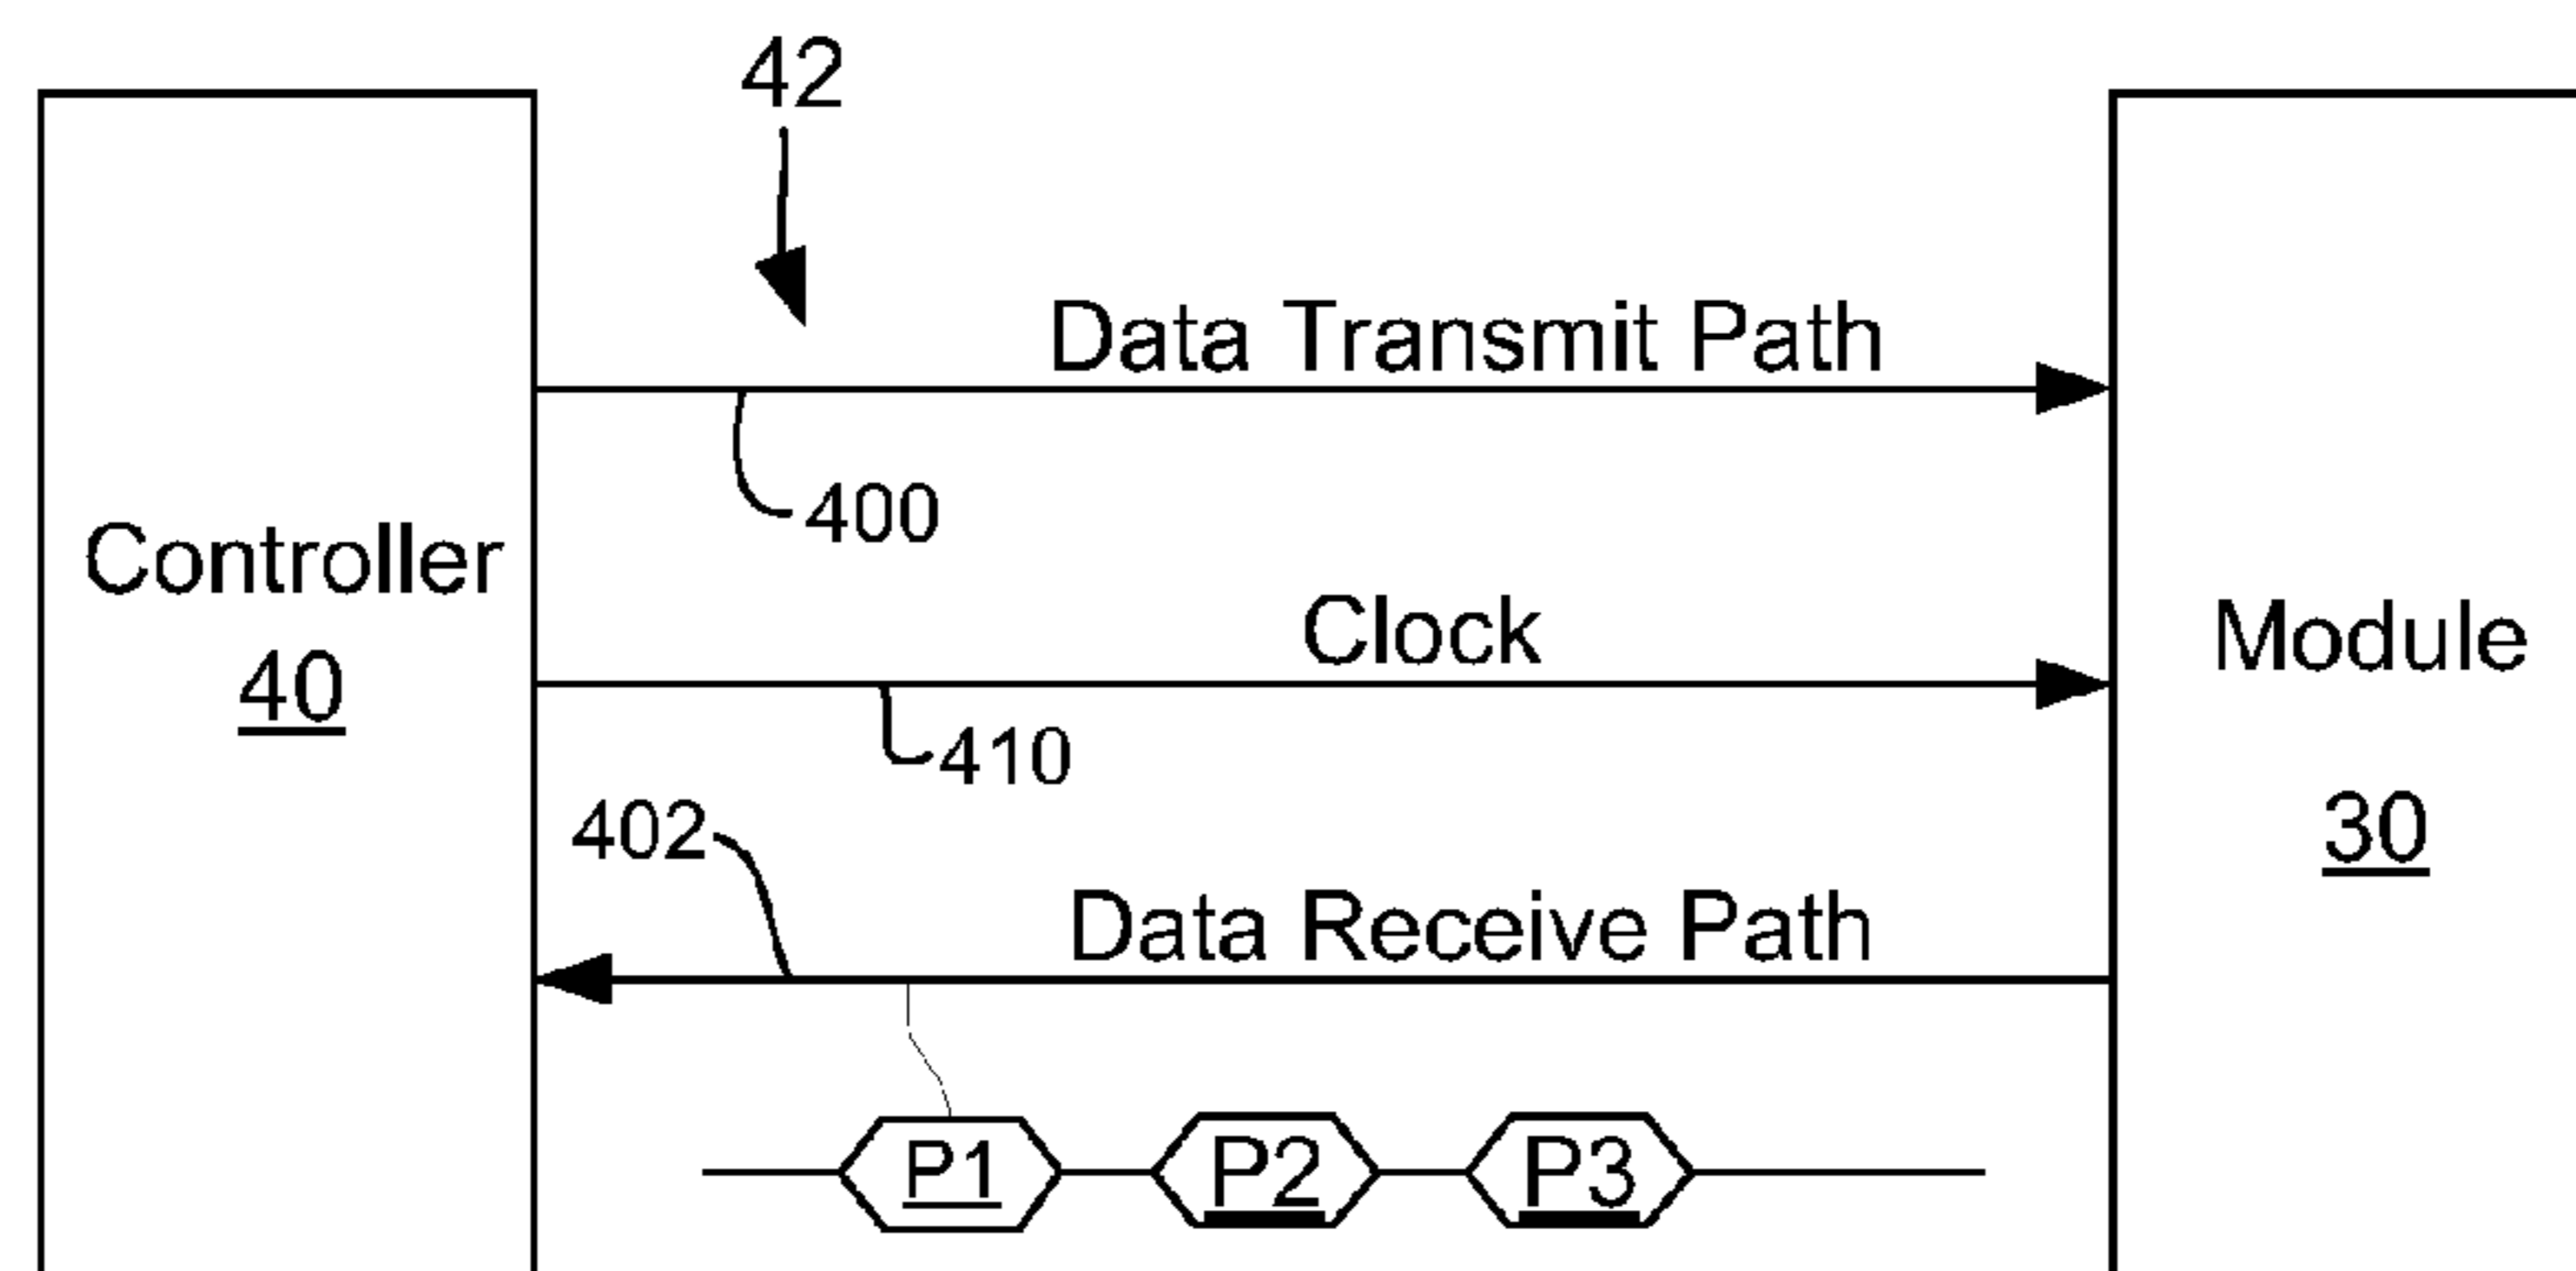 42
Data Transmit Path
400
Controller
40
Clock
Module
410
30
402
Data Receive Path
P1
P2
P3